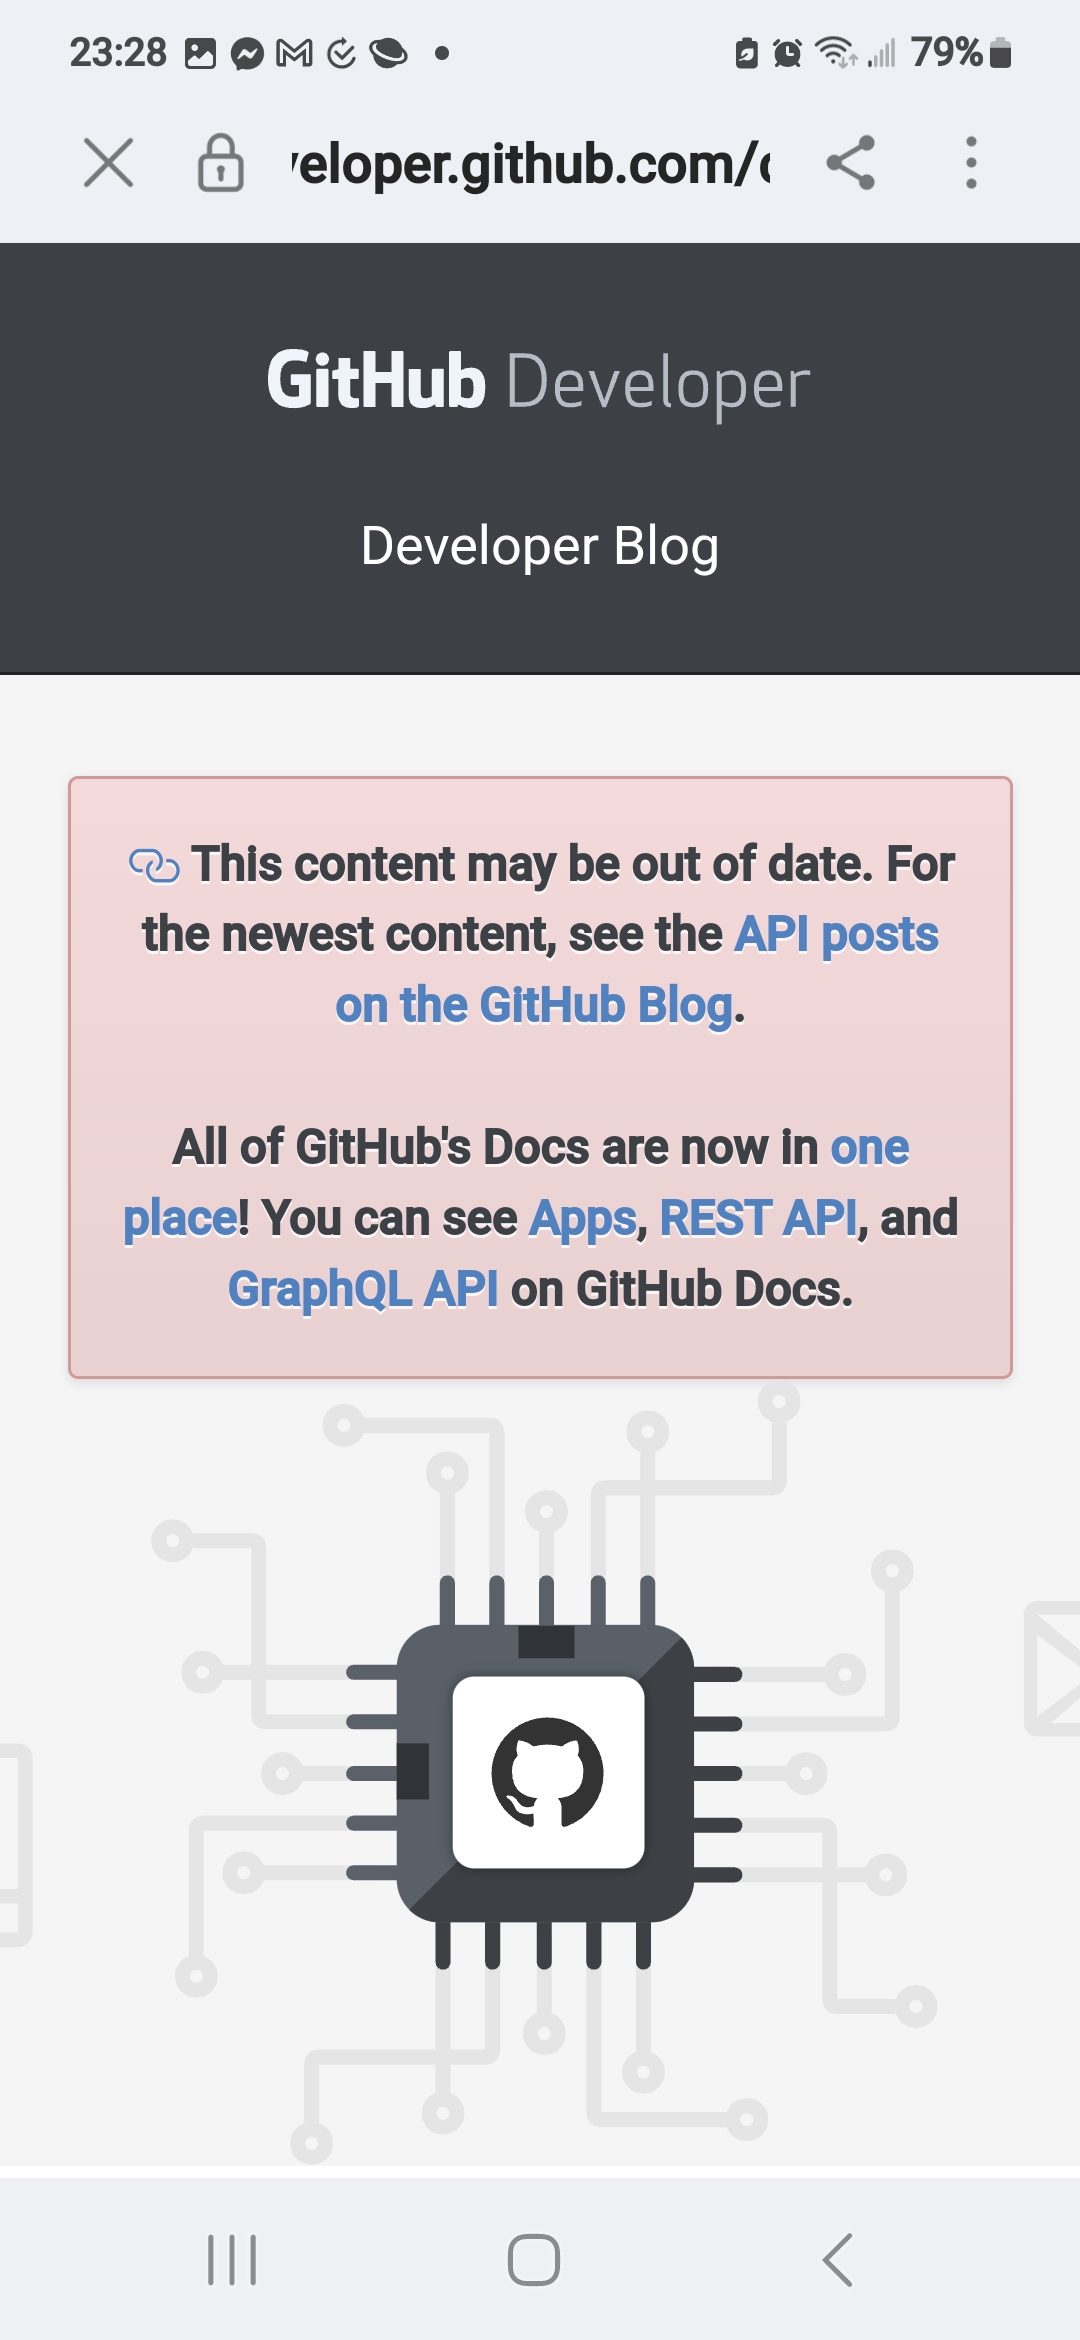 23:28
79%
eloper.github.com/
GitHub Developer
Developer Blog
This content may be out of date. For
the newest content, see the API posts
on the GitHub Blog.
All of GitHub's Docs are now in one
place! You can see Apps, REST API, and
GraphQL API on GitHub Docs.